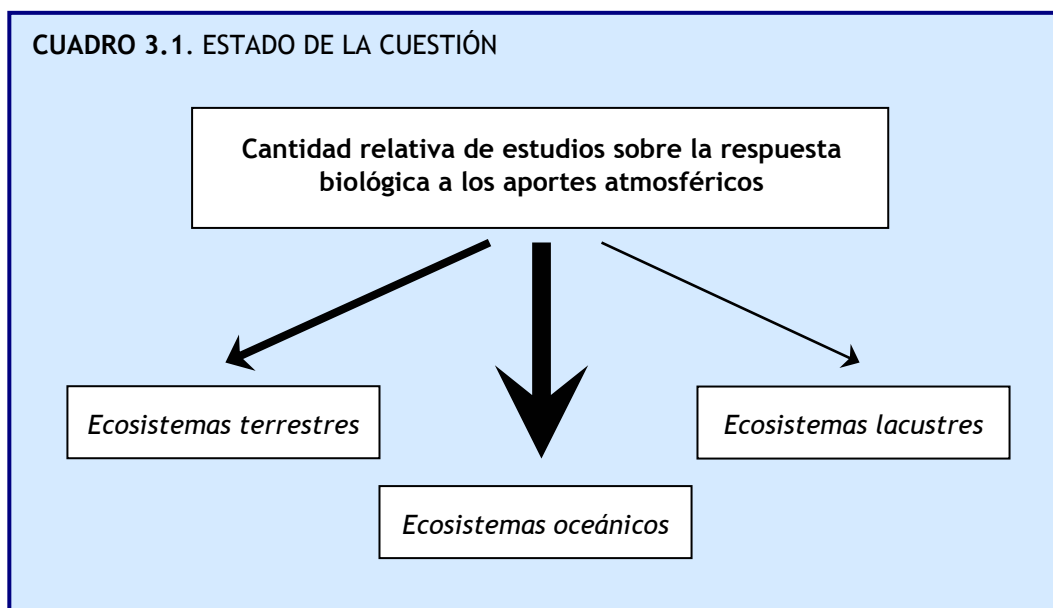 CUADRO 3.1. ESTADO DE LA CUESTIÓN
Cantidad relativa de estudios sobre la respuesta
biológica a los aportes atmosféricos
Ecosistemas terrestres
Ecosistemas lacustres
Ecosistemas oceánicos